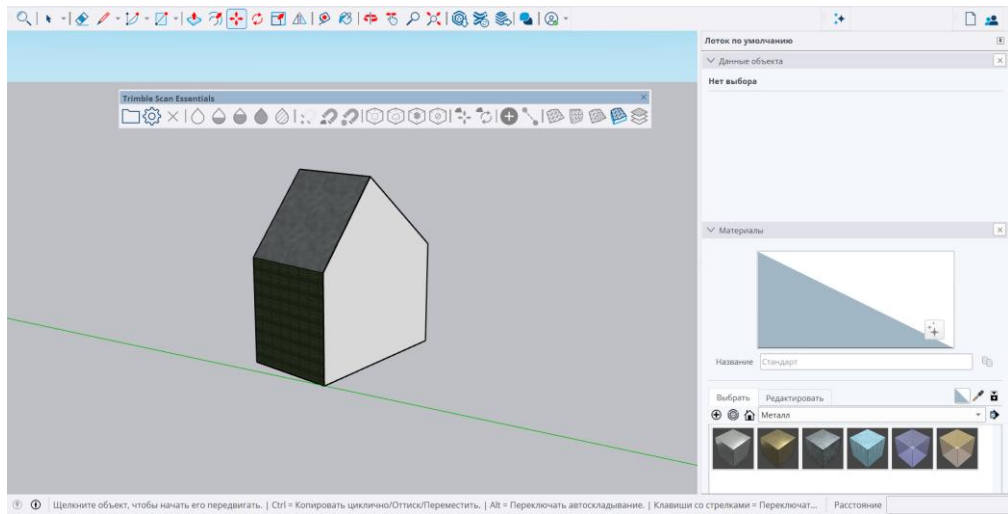 Лоток по умолчанию
Данные объекта
Нет выбора
Trimble Scan Essentials
Материалы
Название Стандарт
Выбрать Редактировать
Металл
Щелкните объект, чтобы начать его передвигать. | Ctrl = Копировать циклично/Оттиск/Переместить. | Alt = Переключать автоскладывание. | Клавиши со стрелками = Переключат... Расстояние